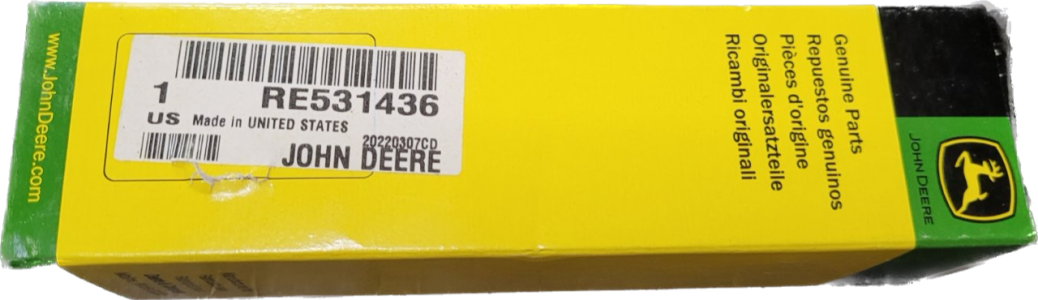 www.JohnDeere.com
1 RE531436
US Made in UNITED STATES
20220307CD
JOHN DEERE
Genuine Parts
Repuestos genuinos
Pièces d'origine
Originalersatzteile
Ricambi originali
JOHN DEERE